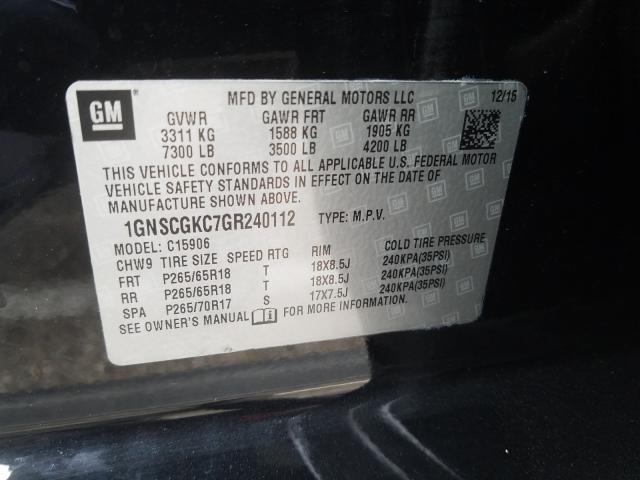 GM
MFD BY GENERAL MOTORS LLC 12/15
GVWR GAWR FRT GAWR RR
3311 KG 1588 KG 1905 KG
7300 LB 3500 LB 4200 LB
THIS VEHICLE CONFORMS TO ALL APPLICABLE U.S. FEDERAL MOTOR
VEHICLE SAFETY STANDARDS IN EFFECT ON THE DATE OF
MANUFACTURE SHOWN ABOVE.
1GNSCGKC7GR240112 TYPE: M.P.V.
MODEL: C15906
CHW9 TIRE SIZE SPEED RTG RIM COLD TIRE PRESSURE
FRT P265/65R18 T 18X8.5J 240KPA(35PSI)
RR P265/65R18 T 18X8.5J 240KPA(35PSI)
SPA P265/70R17 S 17X7.5J 240KPA(35PSI)
SEE OWNER'S MANUAL FOR MORE INFORMATION.